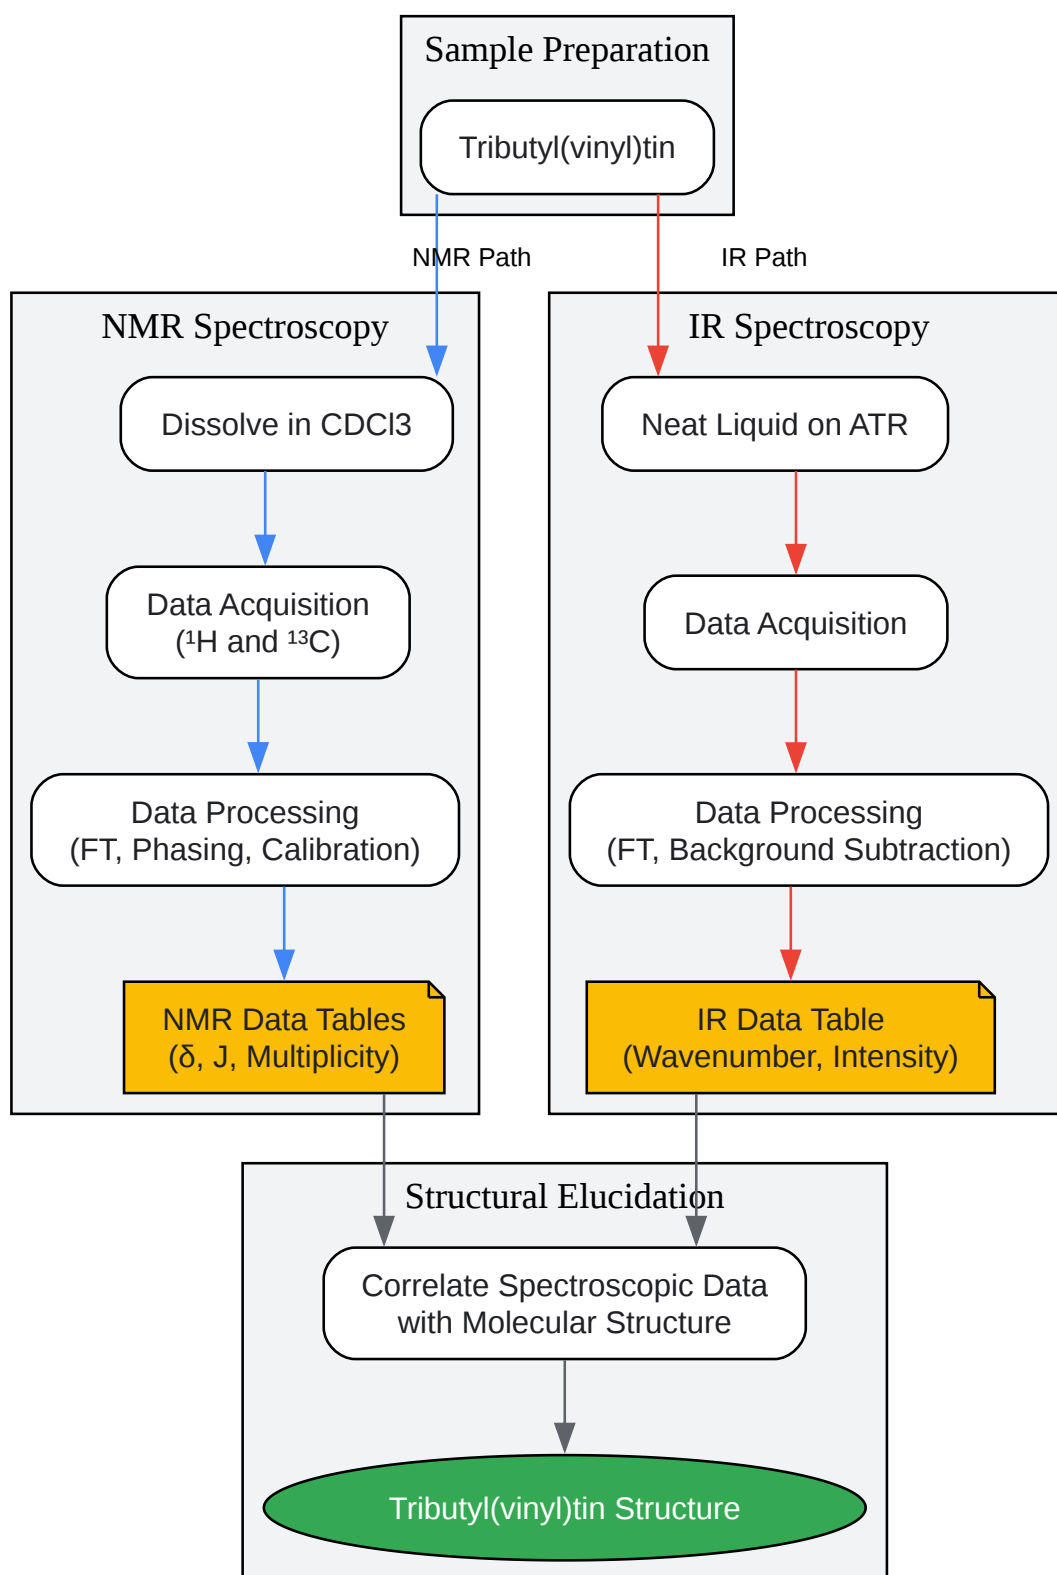 Sample Preparation
Tributyl(vinyl)tin
NMR Path
IR Path
NMR Spectroscopy
Dissolve in CDCl3
Data Acquisition
(¹H and ¹³C)
Data Processing
(FT, Phasing, Calibration)
NMR Data Tables
(δ, J, Multiplicity)
IR Spectroscopy
Neat Liquid on ATR
Data Acquisition
Data Processing
(FT, Background Subtraction)
IR Data Table
(Wavenumber, Intensity)
Structural Elucidation
Correlate Spectroscopic Data
with Molecular Structure
Tributyl(vinyl)tin Structure